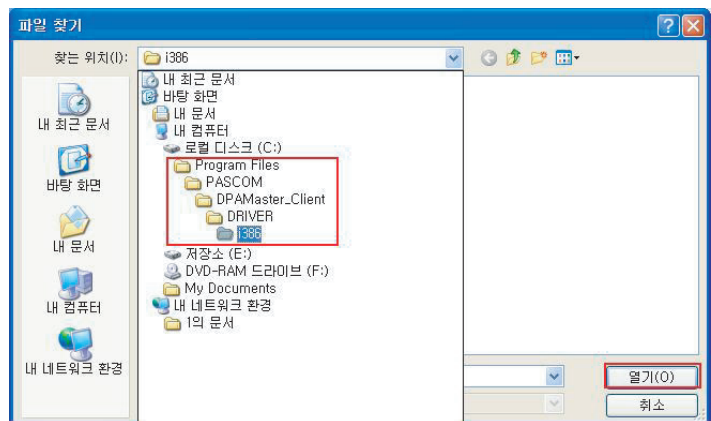 파일 찾기
찾는 위치(I): i386
내 최근 문서
바탕 화면
내 문서
내 컴퓨터
내 네트워크 환경
내 최근 문서
바탕 화면
내 문서
내 컴퓨터
로컬 디스크 (C:)
Program Files
PASCOM
DPAMaster_Client
DRIVER
i386
저장소 (E:)
DVD-RAM 드라이브 (F:)
My Documents
내 네트워크 환경
1의 문서
열기(O)
취소